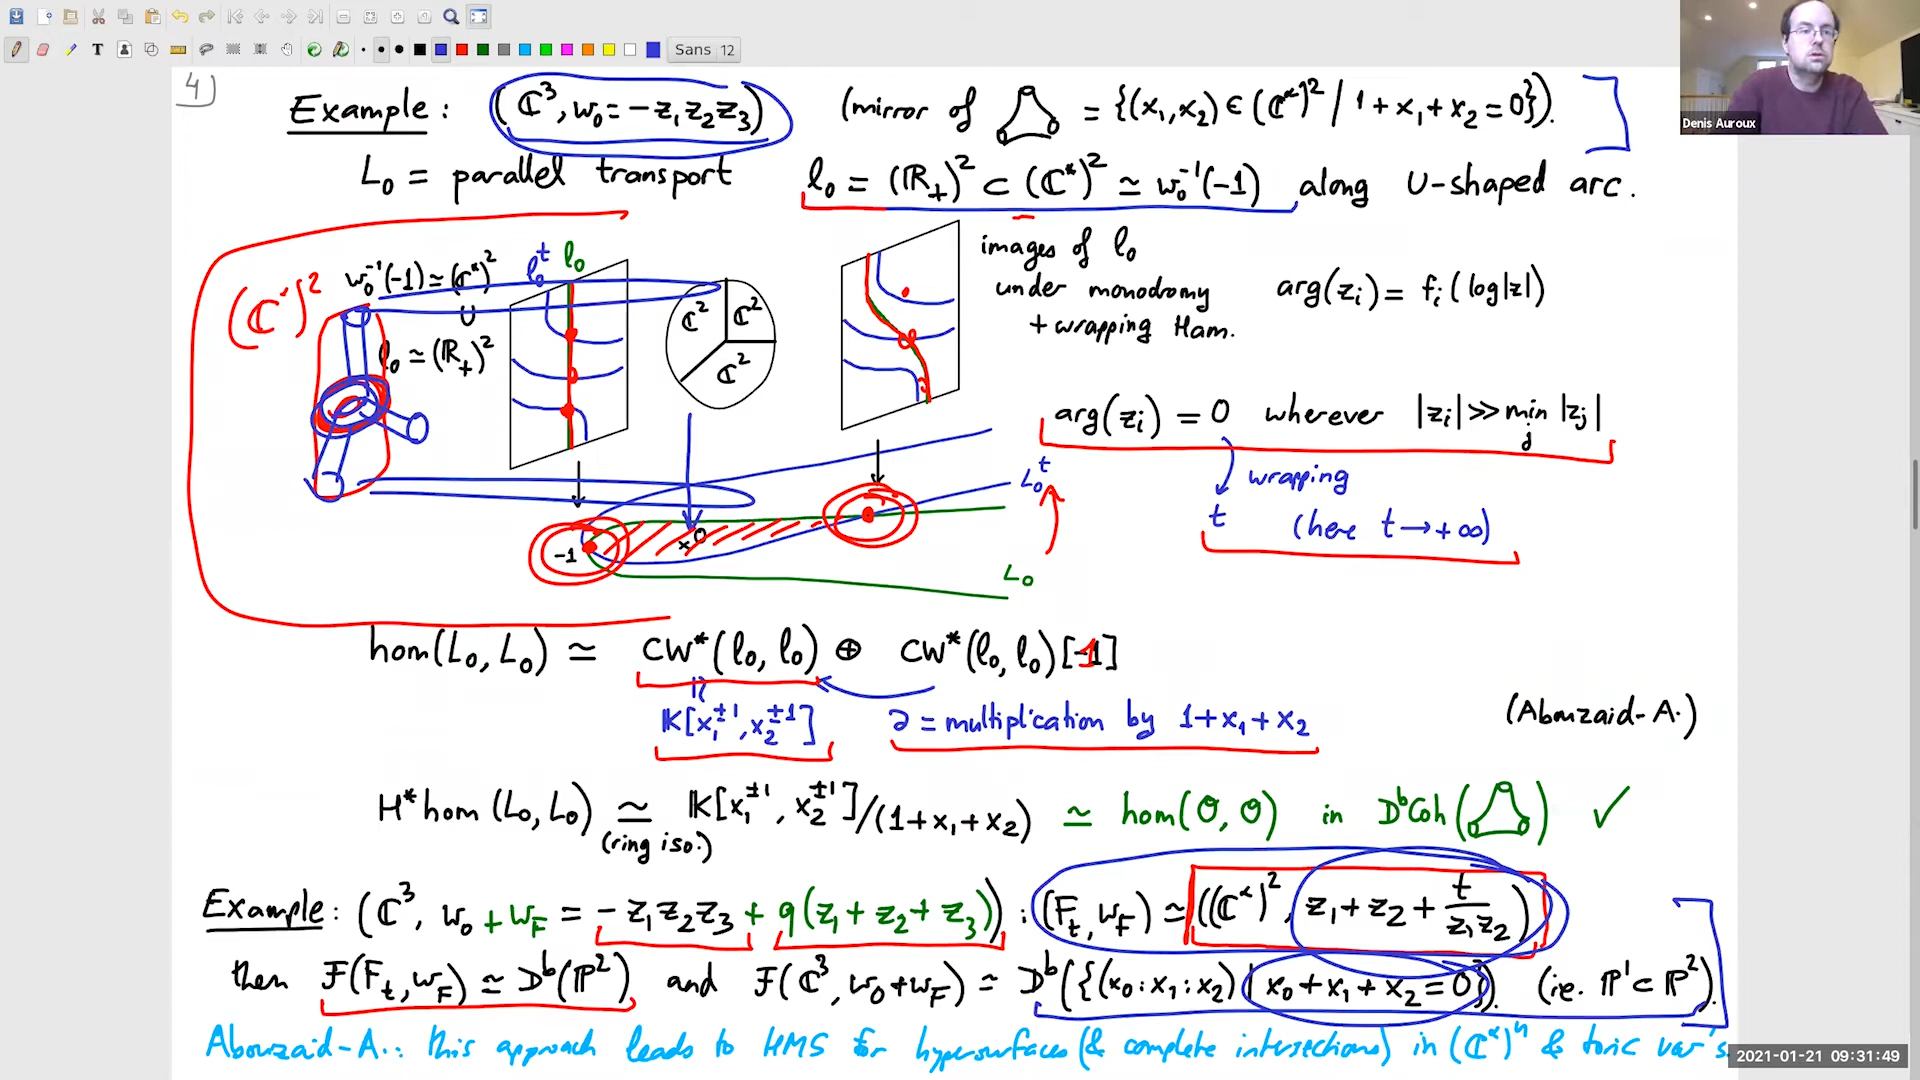 T
Sans 12
Denis Auroux
4)
Example: (ℂ³, w₀ = -z₁z₂z₃) (mirror of = {(x₁,x₂) ∈ (ℂ*)² / 1+x₁+x₂=0}).
L₀ = parallel transport l₀ = (ℝ₊)² ⊂ (ℂ*)² ≃ w₀⁻¹(-1) along U-shaped arc.
(ℂ*)²
w₀⁻¹(-1) ≃ (ℂ*)²
∪
l₀ ≃ (ℝ₊)²
l₀ᵗ l₀
ℂ² ℂ²
ℂ²
images of l₀
under monodromy
+ wrapping Ham.
arg(z_i) = f_i(log|z|)
arg(z_i) = 0 wherever |z_i| ≫ min_j |z_j|
wrapping
t (here t → +∞)
-1
×0
L₀ᵗ
L₀
hom(L₀, L₀) ≃ CW*(l₀, l₀) ⊕ CW*(l₀, l₀)[-1]
𝕂[x₁^{±1}, x₂^{±1}] ∂ = multiplication by 1+x₁+x₂
(Abouzaid-A.)
H*hom(L₀, L₀) ≃ 𝕂[x₁^{±1}, x₂^{±1}]/(1+x₁+x₂) ≃ hom(O, O) in DᵇCoh( ) ✓
(ring iso.)
Example: (ℂ³, w₀ + w_F = -z₁z₂z₃ + q(z₁+z₂+z₃)) ; (F_t, w_F) ≃ ((ℂ*)², z₁+z₂+ t/(z₁z₂))
then F(F_t, w_F) ≃ Dᵇ(ℙ²) and F(ℂ³, w₀+w_F) ≃ Dᵇ({(x₀:x₁:x₂) | x₀+x₁+x₂=0}) (i.e. ℙ¹ ⊂ ℙ²).
Abouzaid-A.: this approach leads to HMS for hypersurfaces (& complete intersections) in (ℂ*)ⁿ & toric var's.
2021-01-21 09:31:49